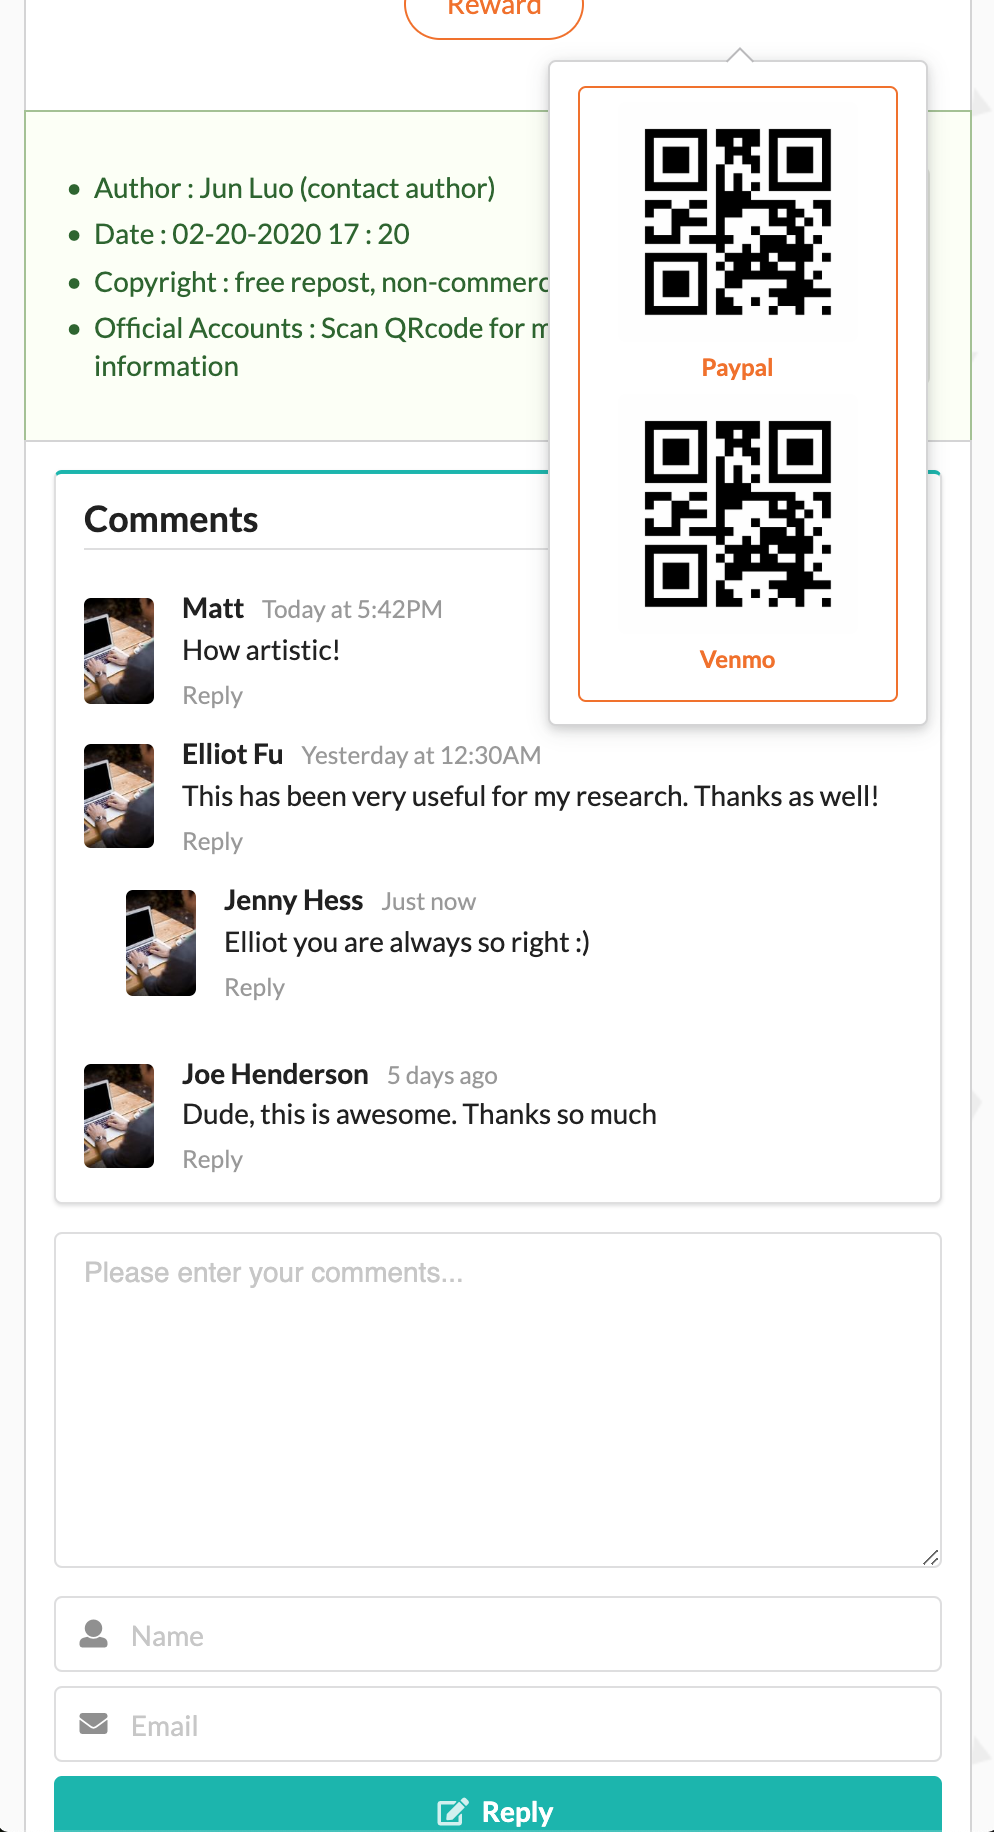 Reward
Author : Jun Luo (contact author)
Date : 02-20-2020 17 : 20
Copyright : free repost,
Official Accounts : Scan QRcode for
information
Paypal
Venmo
Comments
Matt Today at 5:42PM
How artistic!
Reply
Elliot Fu Yesterday at 12:30AM
This has been very useful for my research. Thanks as well!
Reply
Jenny Hess Just now
Elliot you are always so right :)
Reply
Joe Henderson 5 days ago
Dude, this is awesome. Thanks so much
Reply
Please enter your comments...
Name
Email
Reply